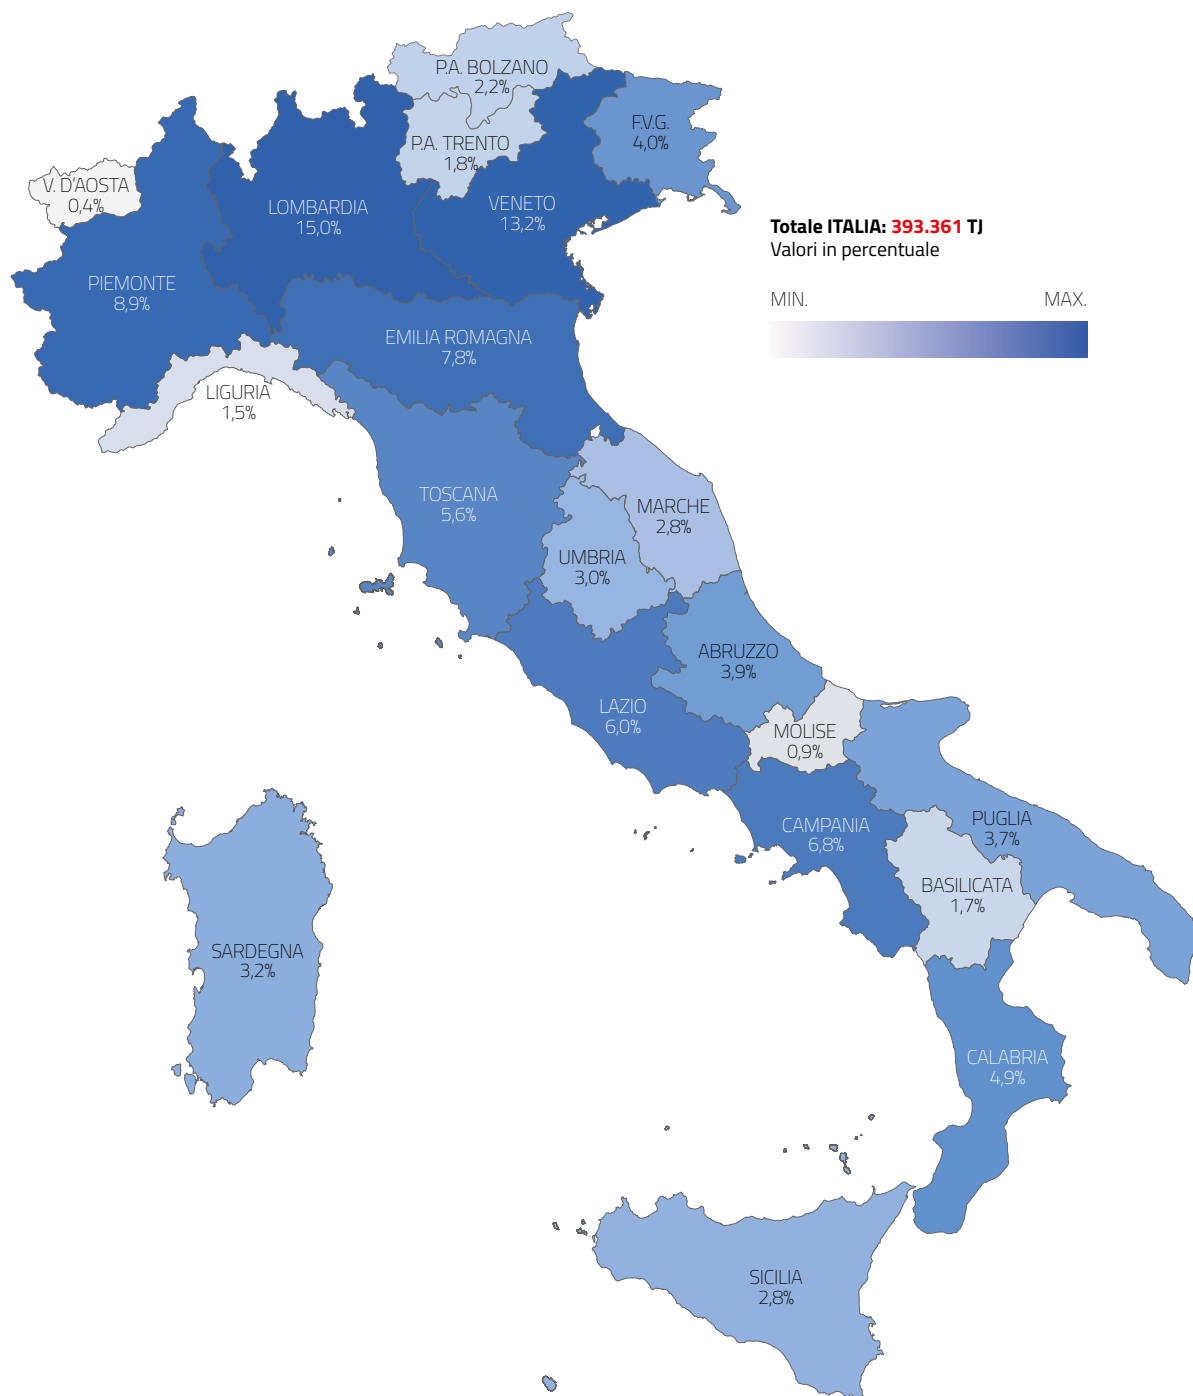 P.A. BOLZANO
2,2%
P.A. TRENTO
1,8%
F.V.G.
4,0%
V. D'AOSTA
0,4%
LOMBARDIA
15,0%
VENETO
13,2%
Totale ITALIA: 393.361 TJ
Valori in percentuale
MIN. MAX.
PIEMONTE
8,9%
EMILIA ROMAGNA
7,8%
LIGURIA
1,5%
TOSCANA
5,6%
MARCHE
2,8%
UMBRIA
3,0%
ABRUZZO
3,9%
LAZIO
6,0%
MOLISE
0,9%
CAMPANIA
6,8%
PUGLIA
3,7%
BASILICATA
1,7%
SARDEGNA
3,2%
CALABRIA
4,9%
SICILIA
2,8%